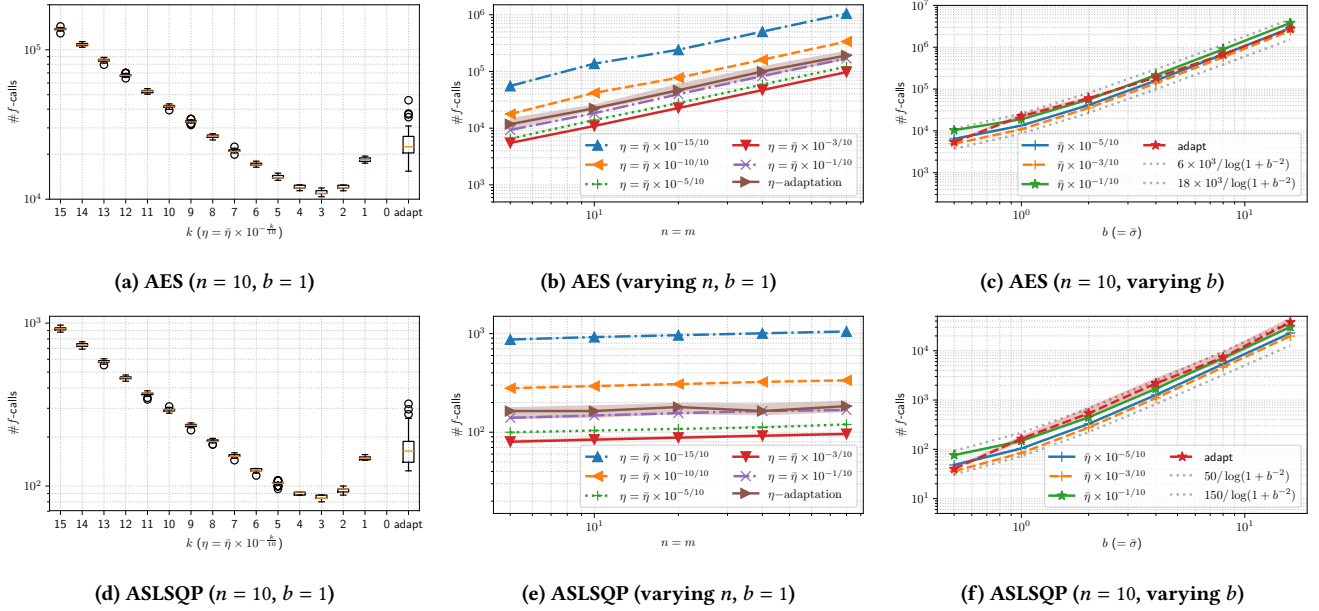 # f-calls
10^5
10^4
15 14 13 12 11 10 9 8 7 6 5 4 3 2 1 0 adapt
k (η = η̄ × 10^{-k/10})
(a) AES (n = 10, b = 1)
# f-calls
10^6
10^5
10^4
10^3
10^1
n = m
η = η̄ × 10^{-15/10}
η = η̄ × 10^{-10/10}
η = η̄ × 10^{-5/10}
η = η̄ × 10^{-3/10}
η = η̄ × 10^{-1/10}
η−adaptation
(b) AES (varying n, b = 1)
# f-calls
10^7
10^6
10^5
10^4
10^3
10^2
10^0 10^1
b (= σ̄)
η̄ × 10^{-5/10}
η̄ × 10^{-3/10}
η̄ × 10^{-1/10}
adapt
6 × 10^3/log(1 + b^{-2})
18 × 10^3/log(1 + b^{-2})
(c) AES (n = 10, varying b)
# f-calls
10^3
10^2
15 14 13 12 11 10 9 8 7 6 5 4 3 2 1 0 adapt
k (η = η̄ × 10^{-k/10})
(d) ASLSQP (n = 10, b = 1)
# f-calls
10^3
10^2
10^1
n = m
η = η̄ × 10^{-15/10}
η = η̄ × 10^{-10/10}
η = η̄ × 10^{-5/10}
η = η̄ × 10^{-3/10}
η = η̄ × 10^{-1/10}
η−adaptation
(e) ASLSQP (varying n, b = 1)
# f-calls
10^4
10^3
10^2
10^1
10^0 10^1
b (= σ̄)
η̄ × 10^{-5/10}
η̄ × 10^{-3/10}
η̄ × 10^{-1/10}
adapt
50/log(1 + b^{-2})
150/log(1 + b^{-2})
(f) ASLSQP (n = 10, varying b)